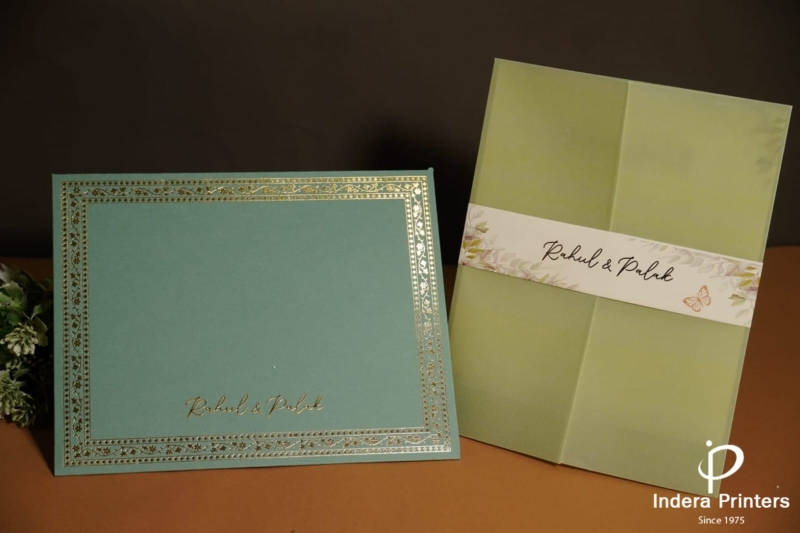 Rahul & Palak
Rahul & Palak
Indera Printers
Since 1975